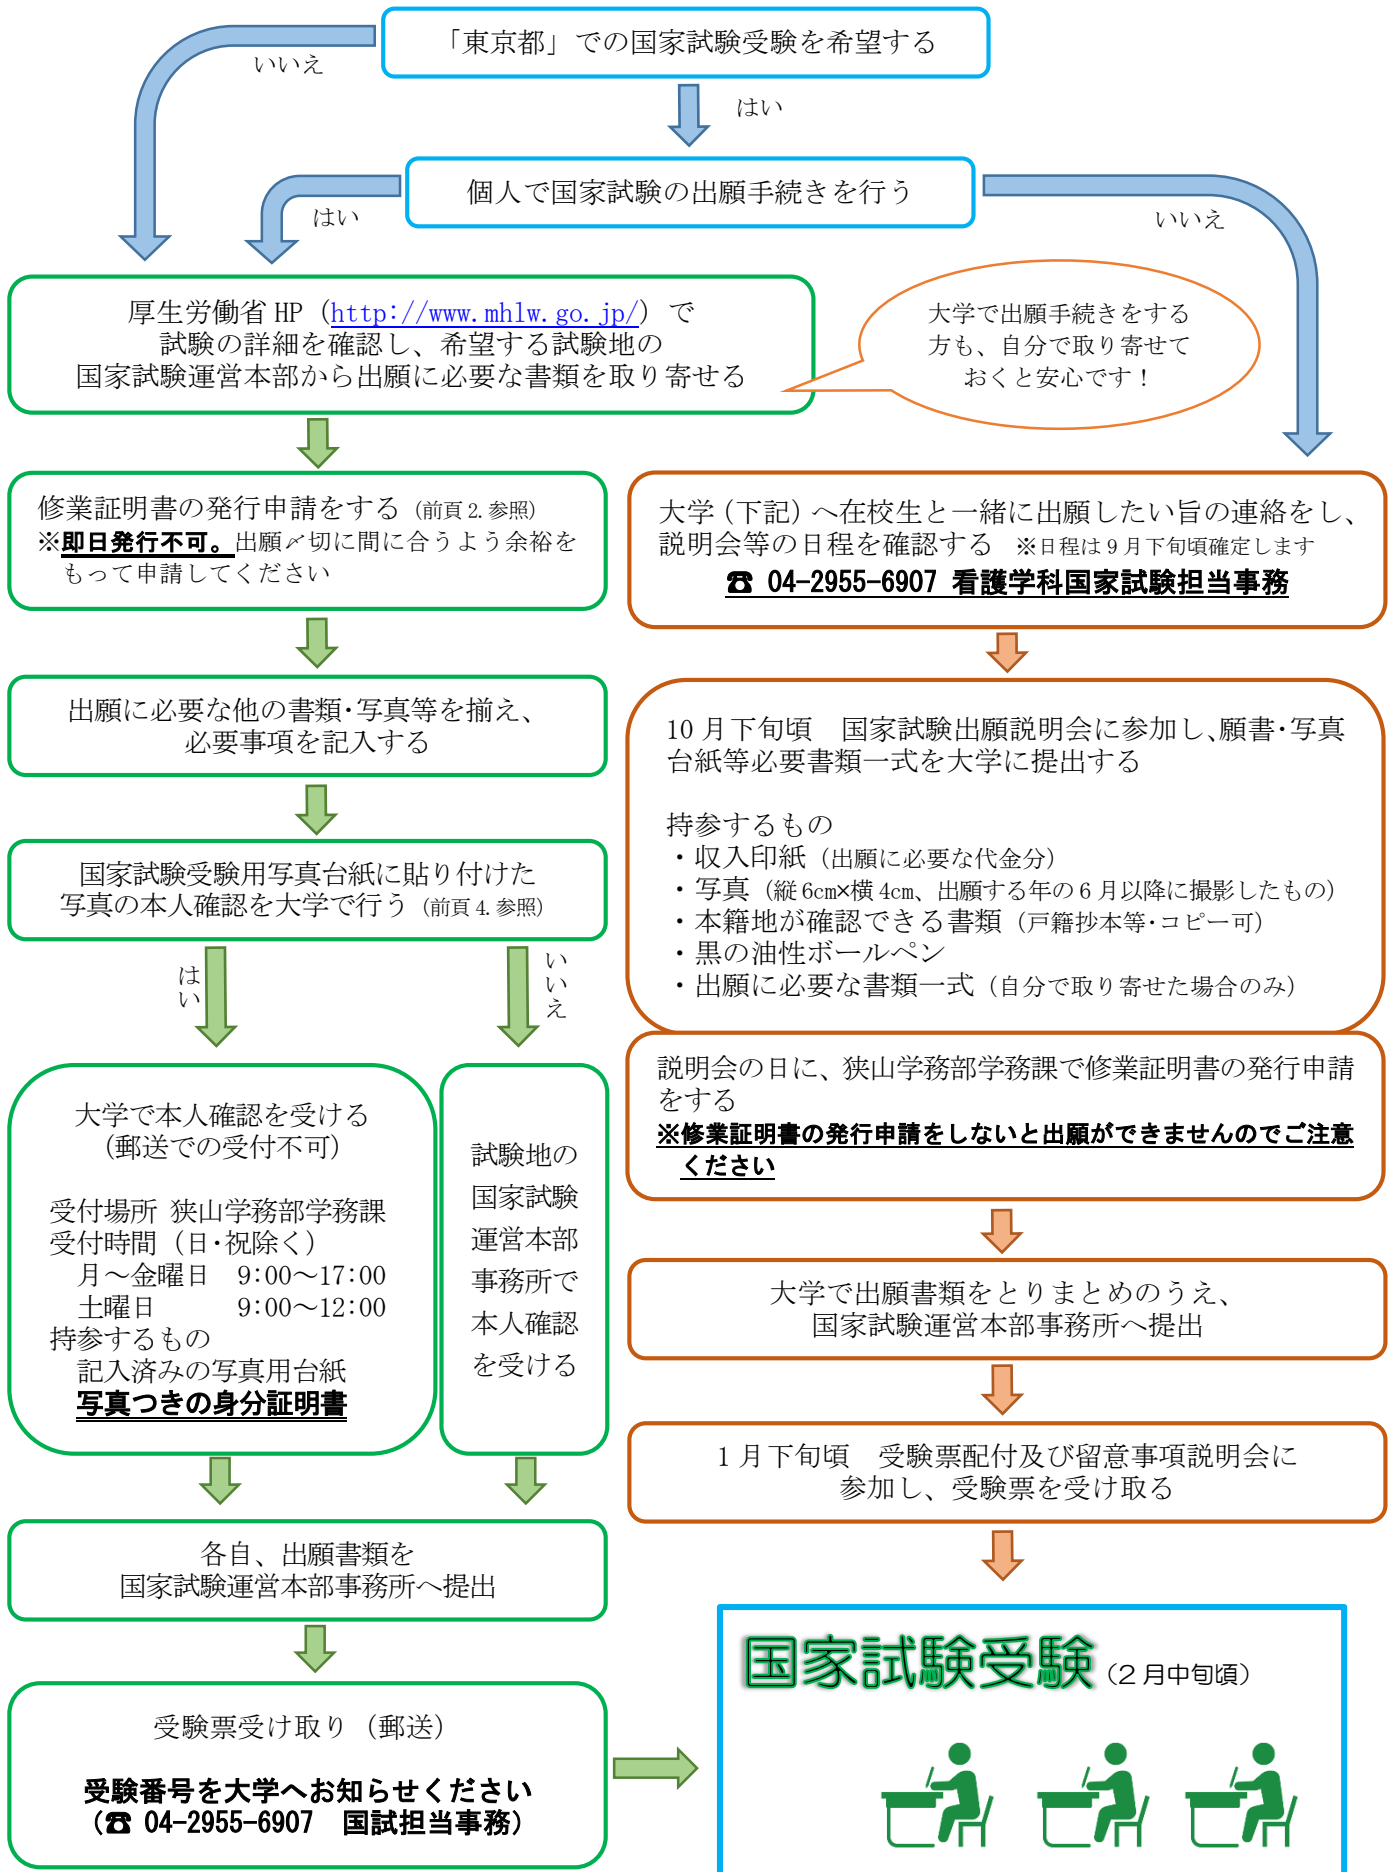 「東京都」での国家試験受験を希望する
いいえ
はい
個人で国家試験の出願手続きを行う
はい
いいえ
厚生労働省 HP（http://www.mhlw.go.jp/）で
試験の詳細を確認し、希望する試験地の
国家試験運営本部から出願に必要な書類を取り寄せる
大学で出願手続きをする
方も、自分で取り寄せて
おくと安心です！
修業証明書の発行申請をする（前頁 2. 参照）
※即日発行不可。出願〆切に間に合うよう余裕を
もって申請してください
出願に必要な他の書類・写真等を揃え、
必要事項を記入する
国家試験受験用写真台紙に貼り付けた
写真の本人確認を大学で行う（前頁 4. 参照）
はい
いいえ
大学で本人確認を受ける
（郵送での受付不可）
受付場所 狭山学務部学務課
受付時間（日・祝除く）
月～金曜日　9:00～17:00
土曜日　9:00～12:00
持参するもの
記入済みの写真用台紙
写真つきの身分証明書
試験地の
国家試験
運営本部
事務所で
本人確認
を受ける
各自、出願書類を
国家試験運営本部事務所へ提出
受験票受け取り（郵送）
受験番号を大学へお知らせください
（☎ 04-2955-6907　国試担当事務）
大学（下記）へ在校生と一緒に出願したい旨の連絡をし、
説明会等の日程を確認する　※日程は 9 月下旬頃確定します
☎ 04-2955-6907 看護学科国家試験担当事務
10 月下旬頃　国家試験出願説明会に参加し、願書・写真
台紙等必要書類一式を大学に提出する
持参するもの
・収入印紙（出願に必要な代金分）
・写真（縦 6cm×横 4cm、出願する年の 6 月以降に撮影したもの）
・本籍地が確認できる書類（戸籍抄本等・コピー可）
・黒の油性ボールペン
・出願に必要な書類一式（自分で取り寄せた場合のみ）
説明会の日に、狭山学務部学務課で修業証明書の発行申請
をする
※修業証明書の発行申請をしないと出願ができませんのでご注意
ください
大学で出願書類をとりまとめのうえ、
国家試験運営本部事務所へ提出
1 月下旬頃　受験票配付及び留意事項説明会に
参加し、受験票を受け取る
国家試験受験（2 月中旬頃）